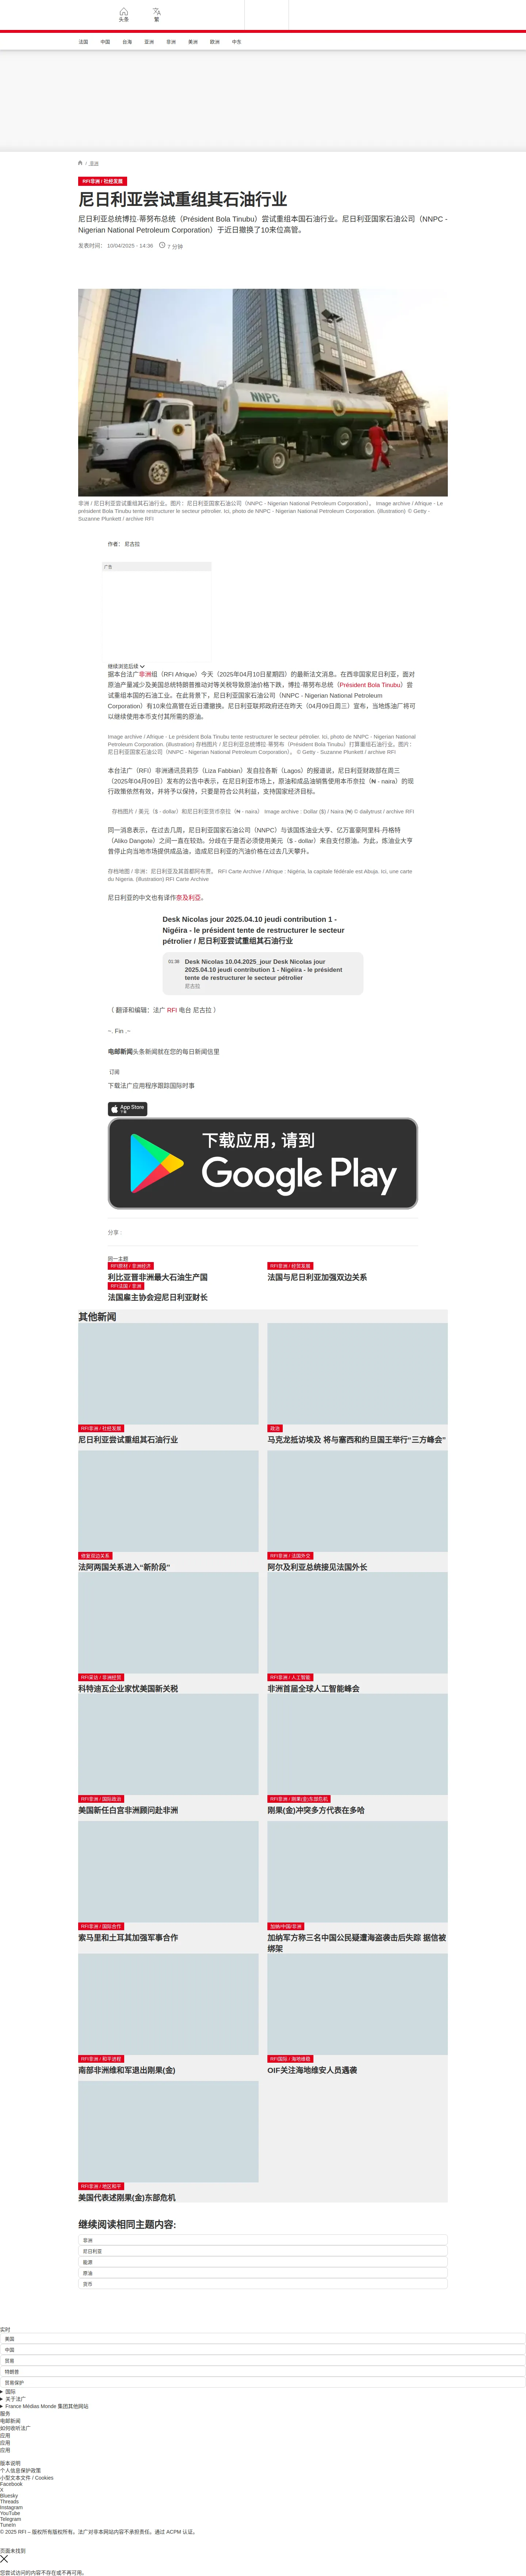 头条
繁
法国
中国
台海
亚洲
非洲
美洲
欧洲
中东
/ 非洲
RFI非洲 / 社经发展
尼日利亚尝试重组其石油行业
尼日利亚总统博拉·蒂努布总统（Président Bola Tinubu）尝试重组本国石油行业。尼日利亚国家石油公司（NNPC -
Nigerian National Petroleum Corporation）于近日撤换了10来位高管。
发表时间： 10/04/2025 - 14:36
7 分钟
非洲 / 尼日利亚尝试重组其石油行业。图片：尼日利亚国家石油公司（NNPC - Nigerian National Petroleum Corporation）。 Image archive / Afrique - Le
président Bola Tinubu tente restructurer le secteur pétrolier. Ici, photo de NNPC - Nigerian National Petroleum Corporation. (illustration) © Getty -
Suzanne Plunkett / archive RFI
作者： 尼古拉
广告
继续浏览后续
据本台法广非洲组（RFI Afrique）今天（2025年04月10日星期四）的最新法文消息。在西非国家尼日利亚，面对
原油产量减少及美国总统特朗普推动对等关税导致原油价格下跌，博拉·蒂努布总统（Président Bola Tinubu）尝
试重组本国的石油工业。在此背景下，尼日利亚国家石油公司（NNPC - Nigerian National Petroleum
Corporation）有10来位高管在近日遭撤换。尼日利亚联邦政府还在昨天（04月09日周三）宣布，当地炼油厂将可
以继续使用本币支付其所需的原油。
Image archive / Afrique - Le président Bola Tinubu tente restructurer le secteur pétrolier. Ici, photo de NNPC - Nigerian National
Petroleum Corporation. (illustration) 存档图片 / 尼日利亚总统博拉·蒂努布（Président Bola Tinubu）打算重组石油行业。图片：
尼日利亚国家石油公司（NNPC - Nigerian National Petroleum Corporation）。 © Getty - Suzanne Plunkett / archive RFI
本台法广（RFI）非洲通讯员莉莎（Liza Fabbian）发自拉各斯（Lagos）的报道说，尼日利亚财政部在周三
（2025年04月09日）发布的公告中表示，在尼日利亚市场上，原油和成品油销售使用本币奈拉（₦ - naira）的现
行政策依然有效，并将予以保持，只要是符合公共利益，支持国家经济目标。
存档图片 / 美元（$ - dollar）和尼日利亚货币奈拉（₦ - naira） Image archive : Dollar ($) / Naira (₦) © dailytrust / archive RFI
同一消息表示，在过去几周，尼日利亚国家石油公司（NNPC）与该国炼油业大亨、亿万富豪阿里科·丹格特
（Aliko Dangote）之间一直在较劲。分歧在于是否必须使用美元（$ - dollar）来自支付原油。为此，炼油业大亨
曾停止向当地市场提供成品油，造成尼日利亚的汽油价格在过去几天攀升。
存档地图 / 非洲：尼日利亚及其首都阿布贾。 RFI Carte Archive / Afrique : Nigéria, la capitale fédérale est Abuja. Ici, une carte
du Nigeria. (illustration) RFI Carte Archive
尼日利亚的中文也有译作奈及利亚。
Desk Nicolas jour 2025.04.10 jeudi contribution 1 -
Nigéira - le président tente de restructurer le secteur
pétrolier / 尼日利亚尝试重组其石油行业
01:38
Desk Nicolas 10.04.2025_jour Desk Nicolas jour
2025.04.10 jeudi contribution 1 - Nigéira - le président
tente de restructurer le secteur pétrolier
尼古拉
（ 翻译和编辑：法广 RFI 电台 尼古拉 ）
~. Fin .~
电邮新闻头条新闻就在您的每日新闻信里
订阅
下载法广应用程序跟踪国际时事
App Store
下载应用，请到
Google Play
分享 :
同一主题
RFI原材 / 非洲经济
利比亚晋非洲最大石油生产国
RFI非洲 / 经贸发展
法国与尼日利亚加强双边关系
RFI法国 / 非洲
法国雇主协会迎尼日利亚财长
其他新闻
RFI非洲 / 社经发展
尼日利亚尝试重组其石油行业
政治
马克龙抵访埃及 将与塞西和约旦国王举行“三方峰会”
修复双边关系
法阿两国关系进入“新阶段”
RFI非洲 / 法国外交
阿尔及利亚总统接见法国外长
RFI采访 / 非洲经贸
科特迪瓦企业家忧美国新关税
RFI非洲 / 人工智能
非洲首届全球人工智能峰会
RFI非洲 / 国际政治
美国新任白宫非洲顾问赴非洲
RFI非洲 / 刚果(金)东部危机
刚果(金)冲突多方代表在多哈
RFI非洲 / 国际合作
索马里和土耳其加强军事合作
加纳/中国/非洲
加纳军方称三名中国公民疑遭海盗袭击后失踪 据信被
绑架
RFI非洲 / 和平进程
南部非洲维和军退出刚果(金)
RFI国际 / 海地维稳
OIF关注海地维安人员遇袭
RFI非洲 / 地区和平
美国代表述刚果(金)东部危机
继续阅读相同主题内容:
非洲
尼日利亚
能源
原油
货币
实时
美国
中国
贸易
特朗普
贸易保护
国际
关于法广
France Médias Monde 集团其他网站
服务
电邮新闻
如何收听法广
应用
应用
应用
版本说明
个人信息保护政策
小型文本文件 / Cookies
Facebook
X
Bluesky
Threads
Instagram
YouTube
Telegram
TuneIn
© 2025 RFI – 版权所有版权所有。法广对非本网站内容不承担责任。通过 ACPM 认证。
页面未找到
您尝试访问的内容不存在或不再可用。